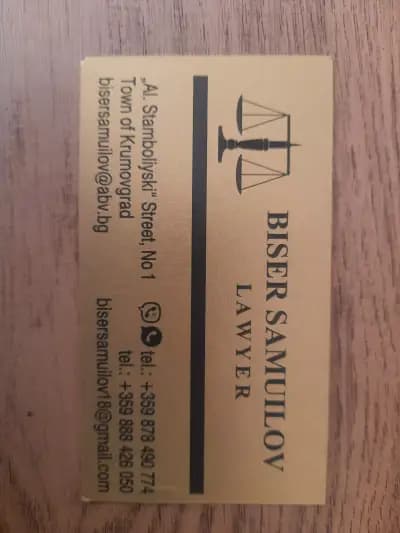 BISER SAMUILOV
LAWYER
„Al. Stamboliyski“ Street, No 1
Town of Krumovgrad
bisersamuilov@abv.bg
tel.: +359 878 490 774
tel.: +359 888 426 050
bisersamuilov18@gmail.com